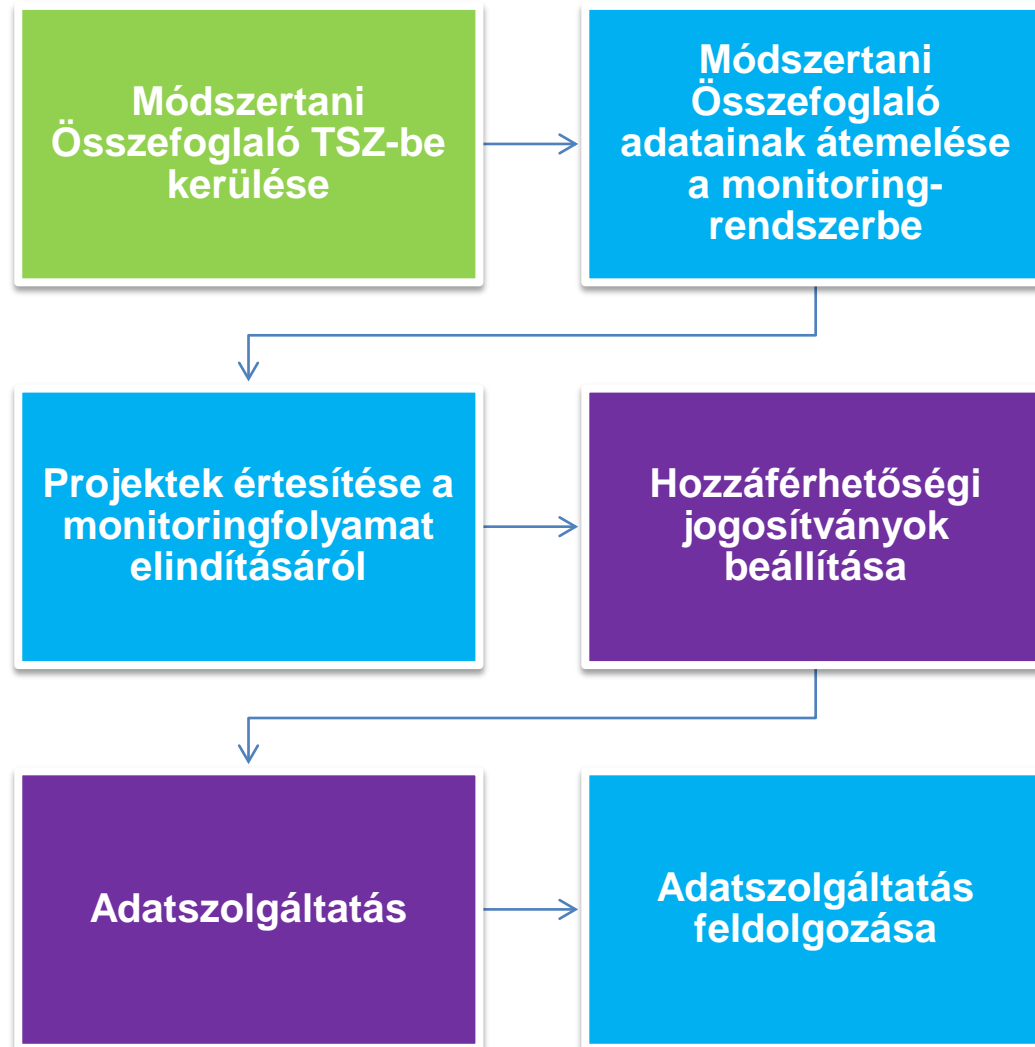 Módszertani
Összefoglaló TSZ-be
kerülése
Módszertani
Összefoglaló
adatainak átemelése
a monitoring-
rendszerbe
Projektek értesítése a
monitoringfolyamat
elindításáról
Hozzáférhetőségi
jogosítványok
beállítása
Adatszolgáltatás
Adatszolgáltatás
feldolgozása